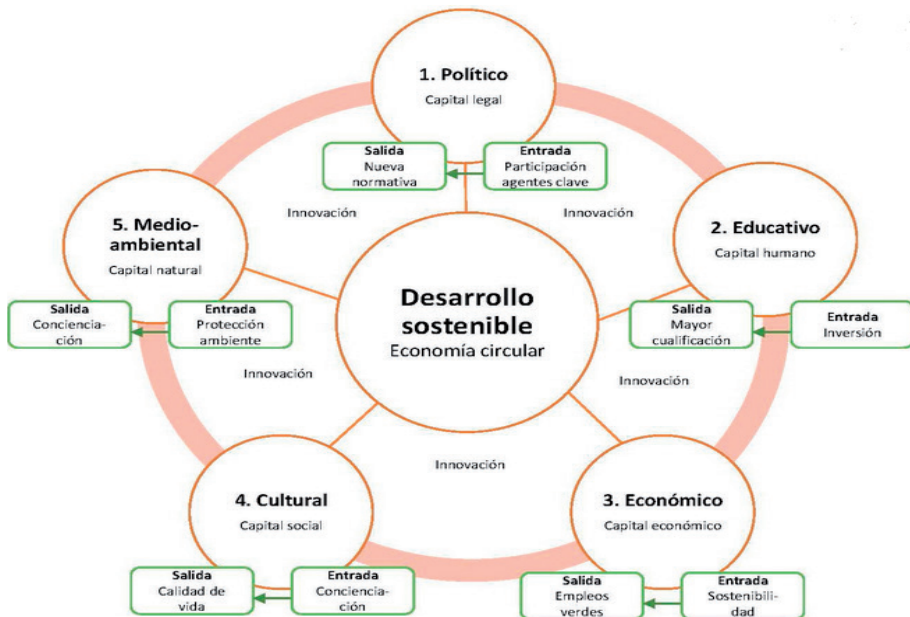 1. Político
Capital legal
Salida
Nueva
normativa
Entrada
Participación
agentes clave
Innovación
Innovación
5. Medio-
ambiental
Capital natural
Salida
Conciencia-
ción
Entrada
Protección
ambiente
2. Educativo
Capital humano
Salida
Mayor
cualificación
Entrada
Inversión
Desarrollo
sostenible
Economía circular
Innovación
Innovación
Innovación
4. Cultural
Capital social
Salida
Calidad de
vida
Entrada
Conciencia-
ción
3. Económico
Capital económico
Salida
Empleos
verdes
Entrada
Sostenibili-
dad